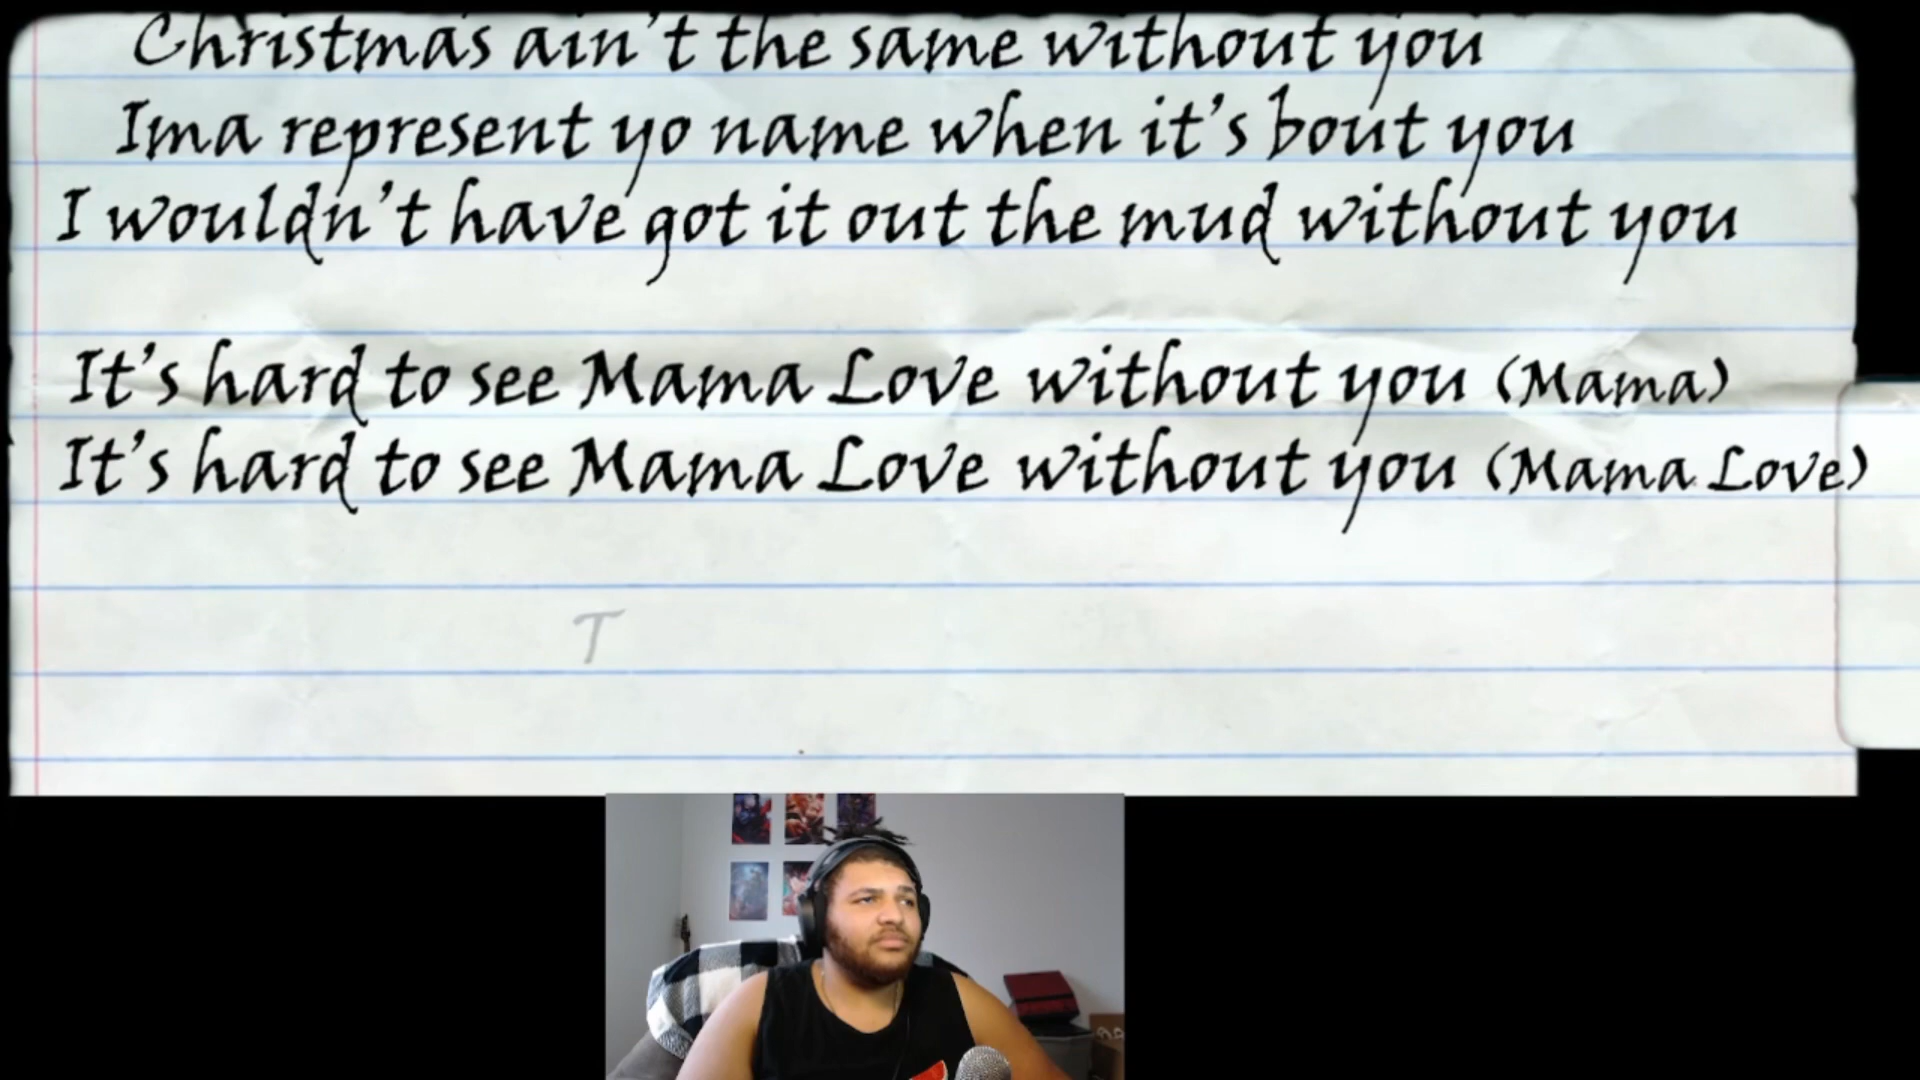 Christmas ain't the same without you
Ima represent yo name when it's bout you
I wouldn't have got it out the mud without you
It's hard to see Mama Love without you (Mama)
It's hard to see Mama Love without you (Mama Love)
T